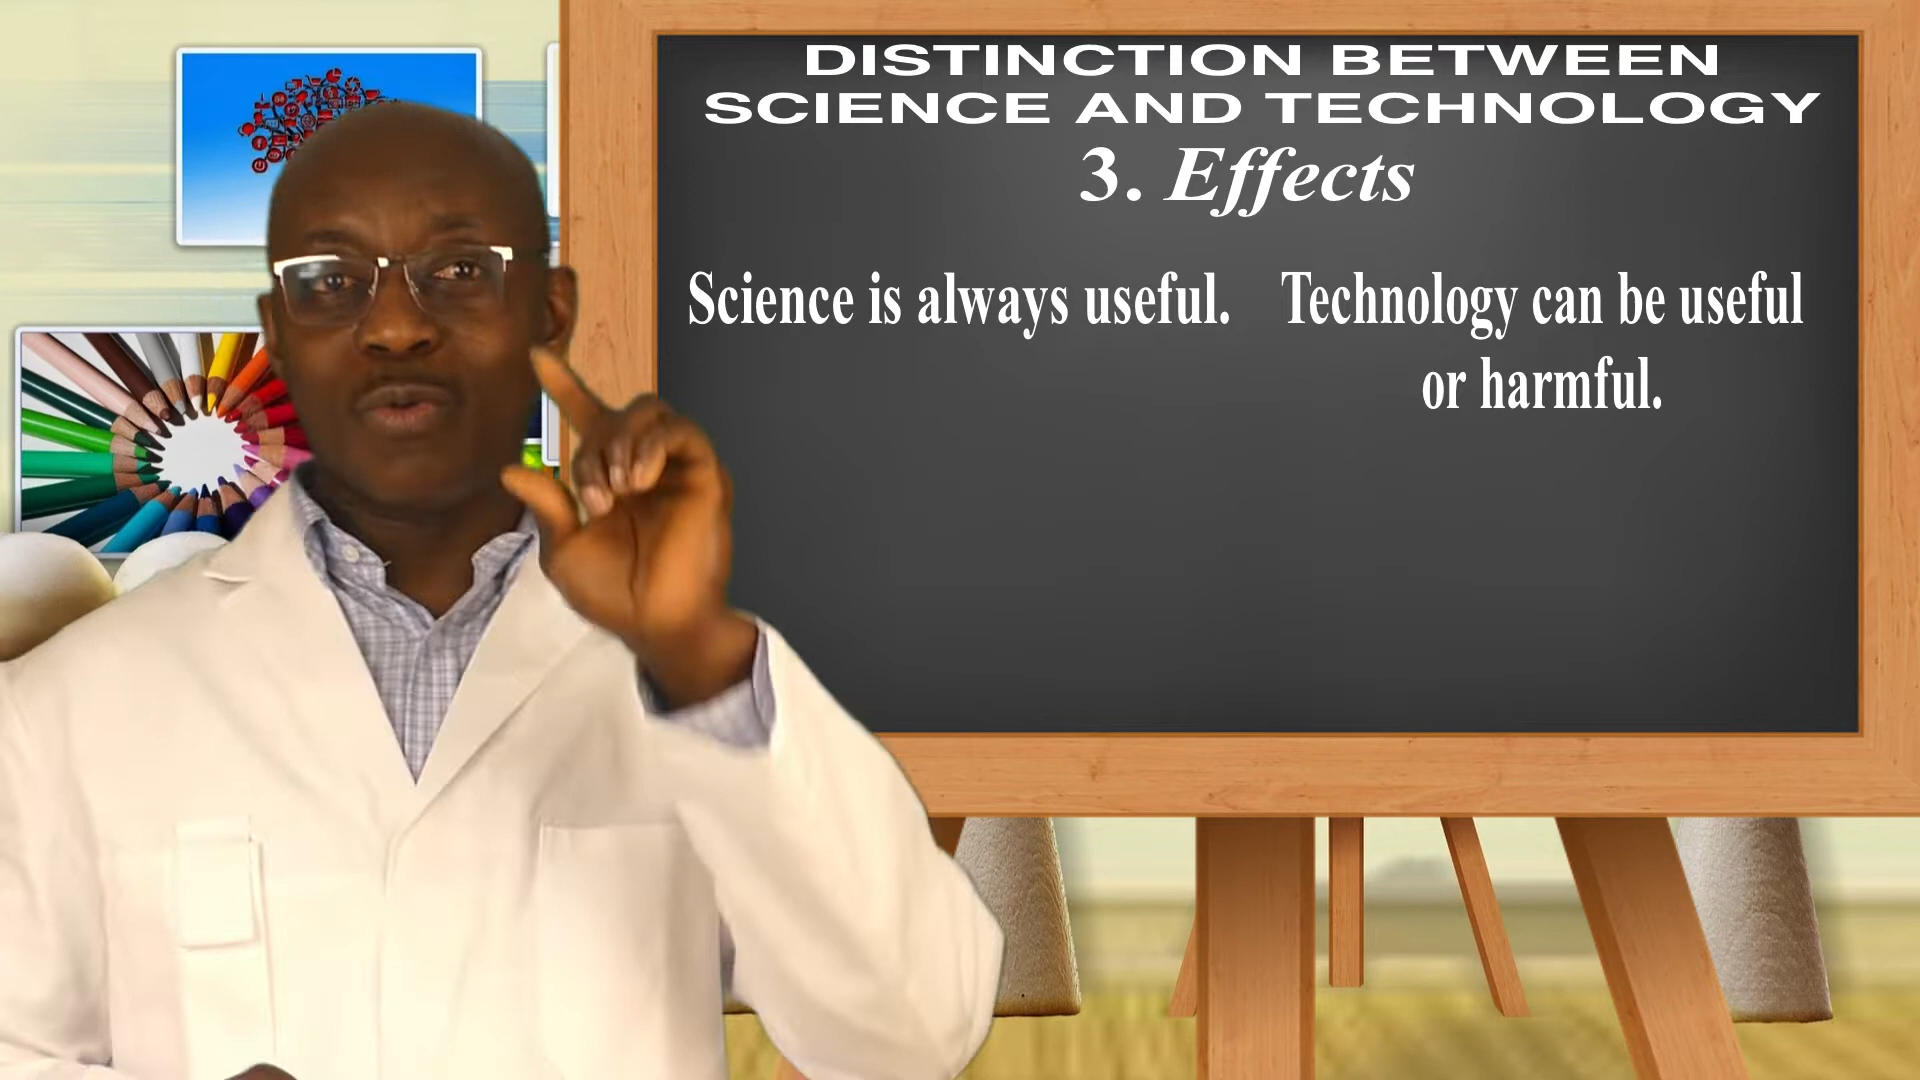 DISTINCTION BETWEEN
SCIENCE AND TECHNOLOGY
3. Effects
Science is always useful.
Technology can be useful
or harmful.